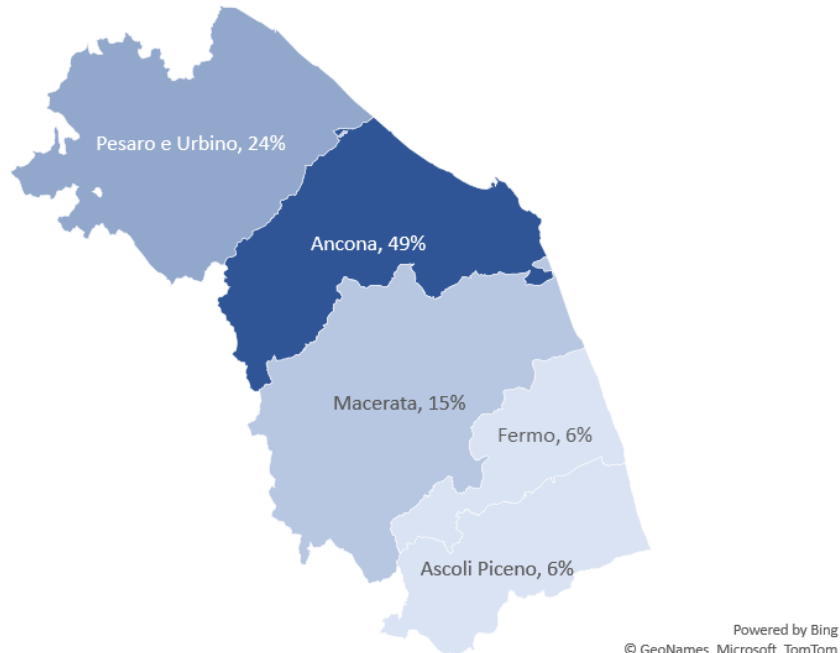 Pesaro e Urbino, 24%
Ancona, 49%
Macerata, 15%
Fermo, 6%
Ascoli Piceno, 6%
Powered by Bing
© GeoNames, Microsoft, TomTom